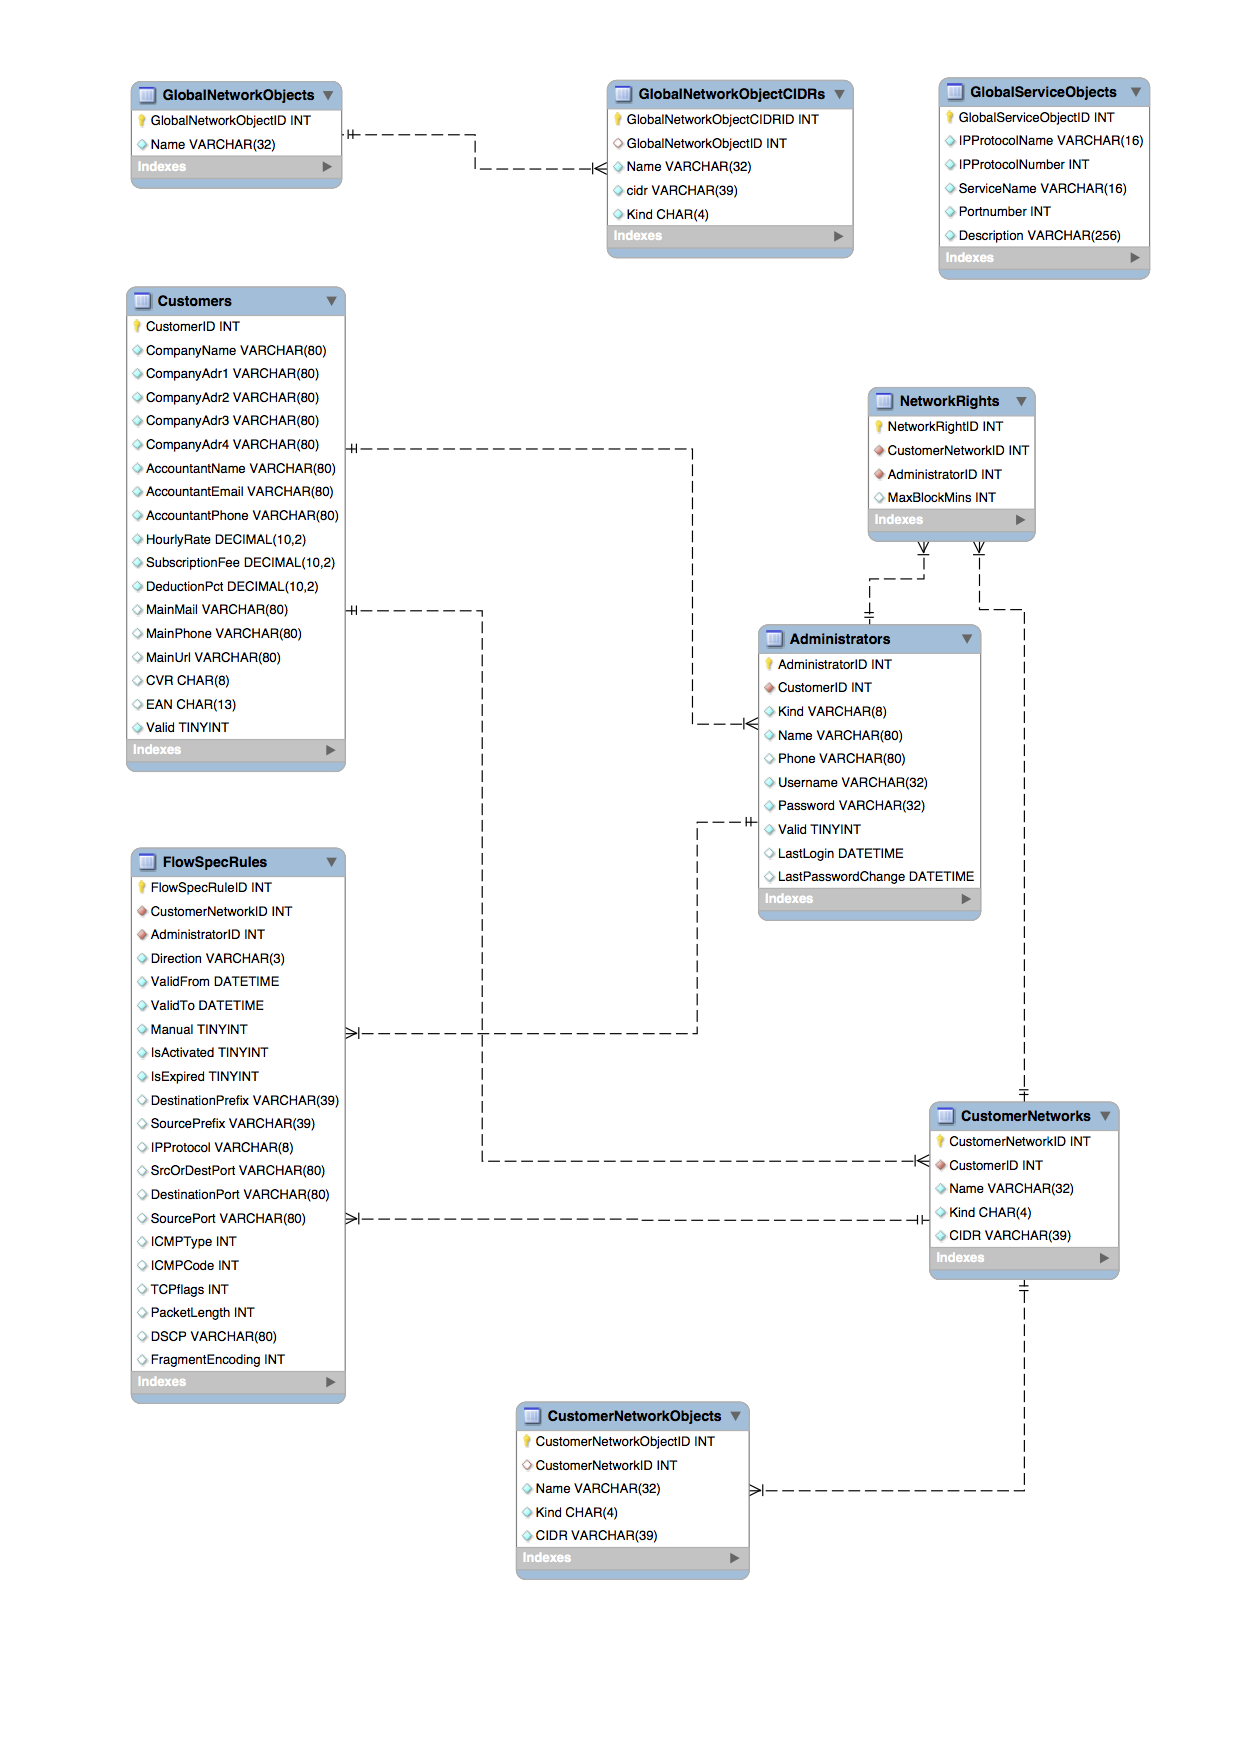 GlobalNetworkObjects
GlobalNetworkObjectID INT
Name VARCHAR(32)
Indexes
GlobalNetworkObjectCIDRs
GlobalNetworkObjectCIDRID INT
GlobalNetworkObjectID INT
Name VARCHAR(32)
cidr VARCHAR(39)
Kind CHAR(4)
Indexes
GlobalServiceObjects
GlobalServiceObjectID INT
IPProtocolName VARCHAR(16)
IPProtocolNumber INT
ServiceName VARCHAR(16)
Portnumber INT
Description VARCHAR(256)
Indexes
Customers
CustomerID INT
CompanyName VARCHAR(80)
CompanyAdr1 VARCHAR(80)
CompanyAdr2 VARCHAR(80)
CompanyAdr3 VARCHAR(80)
CompanyAdr4 VARCHAR(80)
AccountantName VARCHAR(80)
AccountantEmail VARCHAR(80)
AccountantPhone VARCHAR(80)
HourlyRate DECIMAL(10,2)
SubscriptionFee DECIMAL(10,2)
DeductionPct DECIMAL(10,2)
MainMail VARCHAR(80)
MainPhone VARCHAR(80)
MainUrl VARCHAR(80)
CVR CHAR(8)
EAN CHAR(13)
Valid TINYINT
Indexes
NetworkRights
NetworkRightID INT
CustomerNetworkID INT
AdministratorID INT
MaxBlockMins INT
Indexes
Administrators
AdministratorID INT
CustomerID INT
Kind VARCHAR(8)
Name VARCHAR(80)
Phone VARCHAR(80)
Username VARCHAR(32)
Password VARCHAR(32)
Valid TINYINT
LastLogin DATETIME
LastPasswordChange DATETIME
Indexes
FlowSpecRules
FlowSpecRuleID INT
CustomerNetworkID INT
AdministratorID INT
Direction VARCHAR(3)
ValidFrom DATETIME
ValidTo DATETIME
Manual TINYINT
IsActivated TINYINT
IsExpired TINYINT
DestinationPrefix VARCHAR(39)
SourcePrefix VARCHAR(39)
IPProtocol VARCHAR(8)
SrcOrDestPort VARCHAR(80)
DestinationPort VARCHAR(80)
SourcePort VARCHAR(80)
ICMPType INT
ICMPCode INT
TCPflags INT
PacketLength INT
DSCP VARCHAR(80)
FragmentEncoding INT
Indexes
CustomerNetworks
CustomerNetworkID INT
CustomerID INT
Name VARCHAR(32)
Kind CHAR(4)
CIDR VARCHAR(39)
Indexes
CustomerNetworkObjects
CustomerNetworkObjectID INT
CustomerNetworkID INT
Name VARCHAR(32)
Kind CHAR(4)
CIDR VARCHAR(39)
Indexes